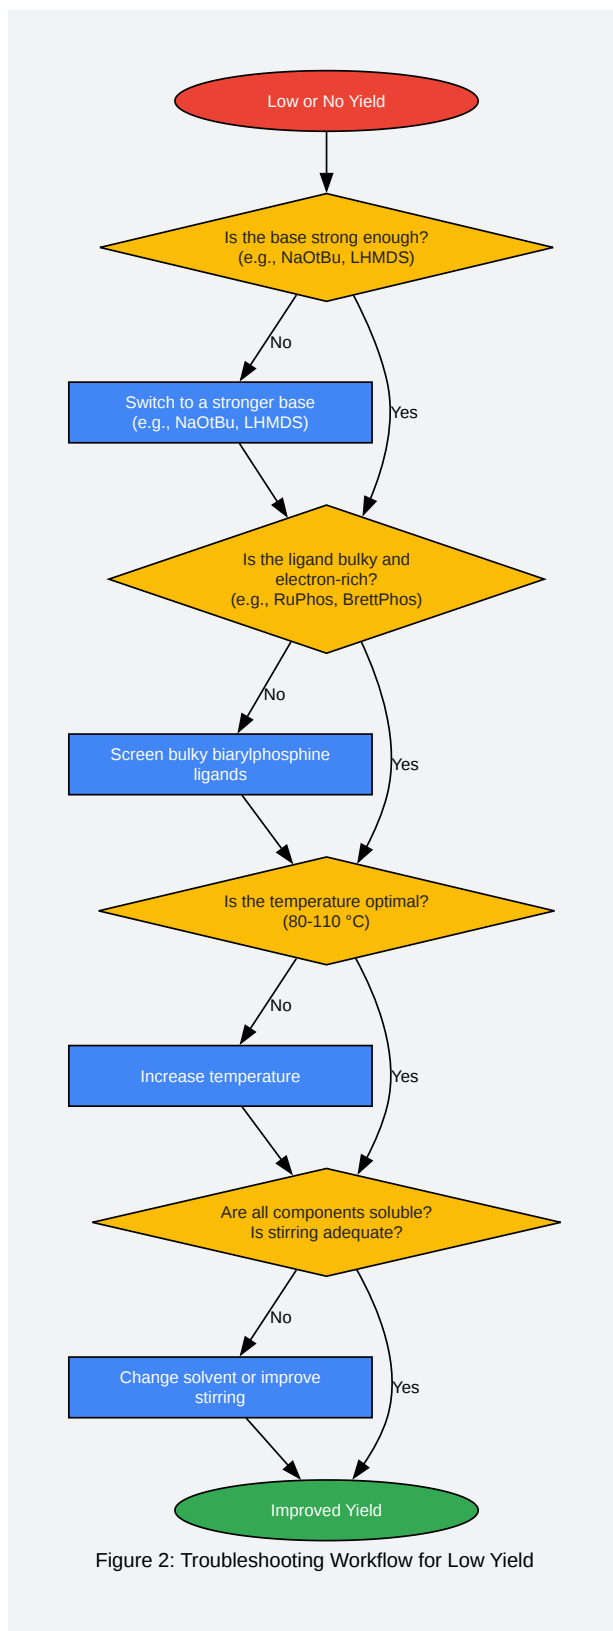 Low or No Yield
Is the base strong enough?
(e.g., NaOtBu, LHMDS)
No
Switch to a stronger base
(e.g., NaOtBu, LHMDS)
Yes
Is the ligand bulky and
electron-rich?
(e.g., RuPhos, BrettPhos)
No
Screen bulky biarylphosphine
ligands
Yes
Is the temperature optimal?
(80-110 °C)
No
Increase temperature
Yes
Are all components soluble?
Is stirring adequate?
No
Change solvent or improve
stirring
Yes
Improved Yield
Figure 2: Troubleshooting Workflow for Low Yield